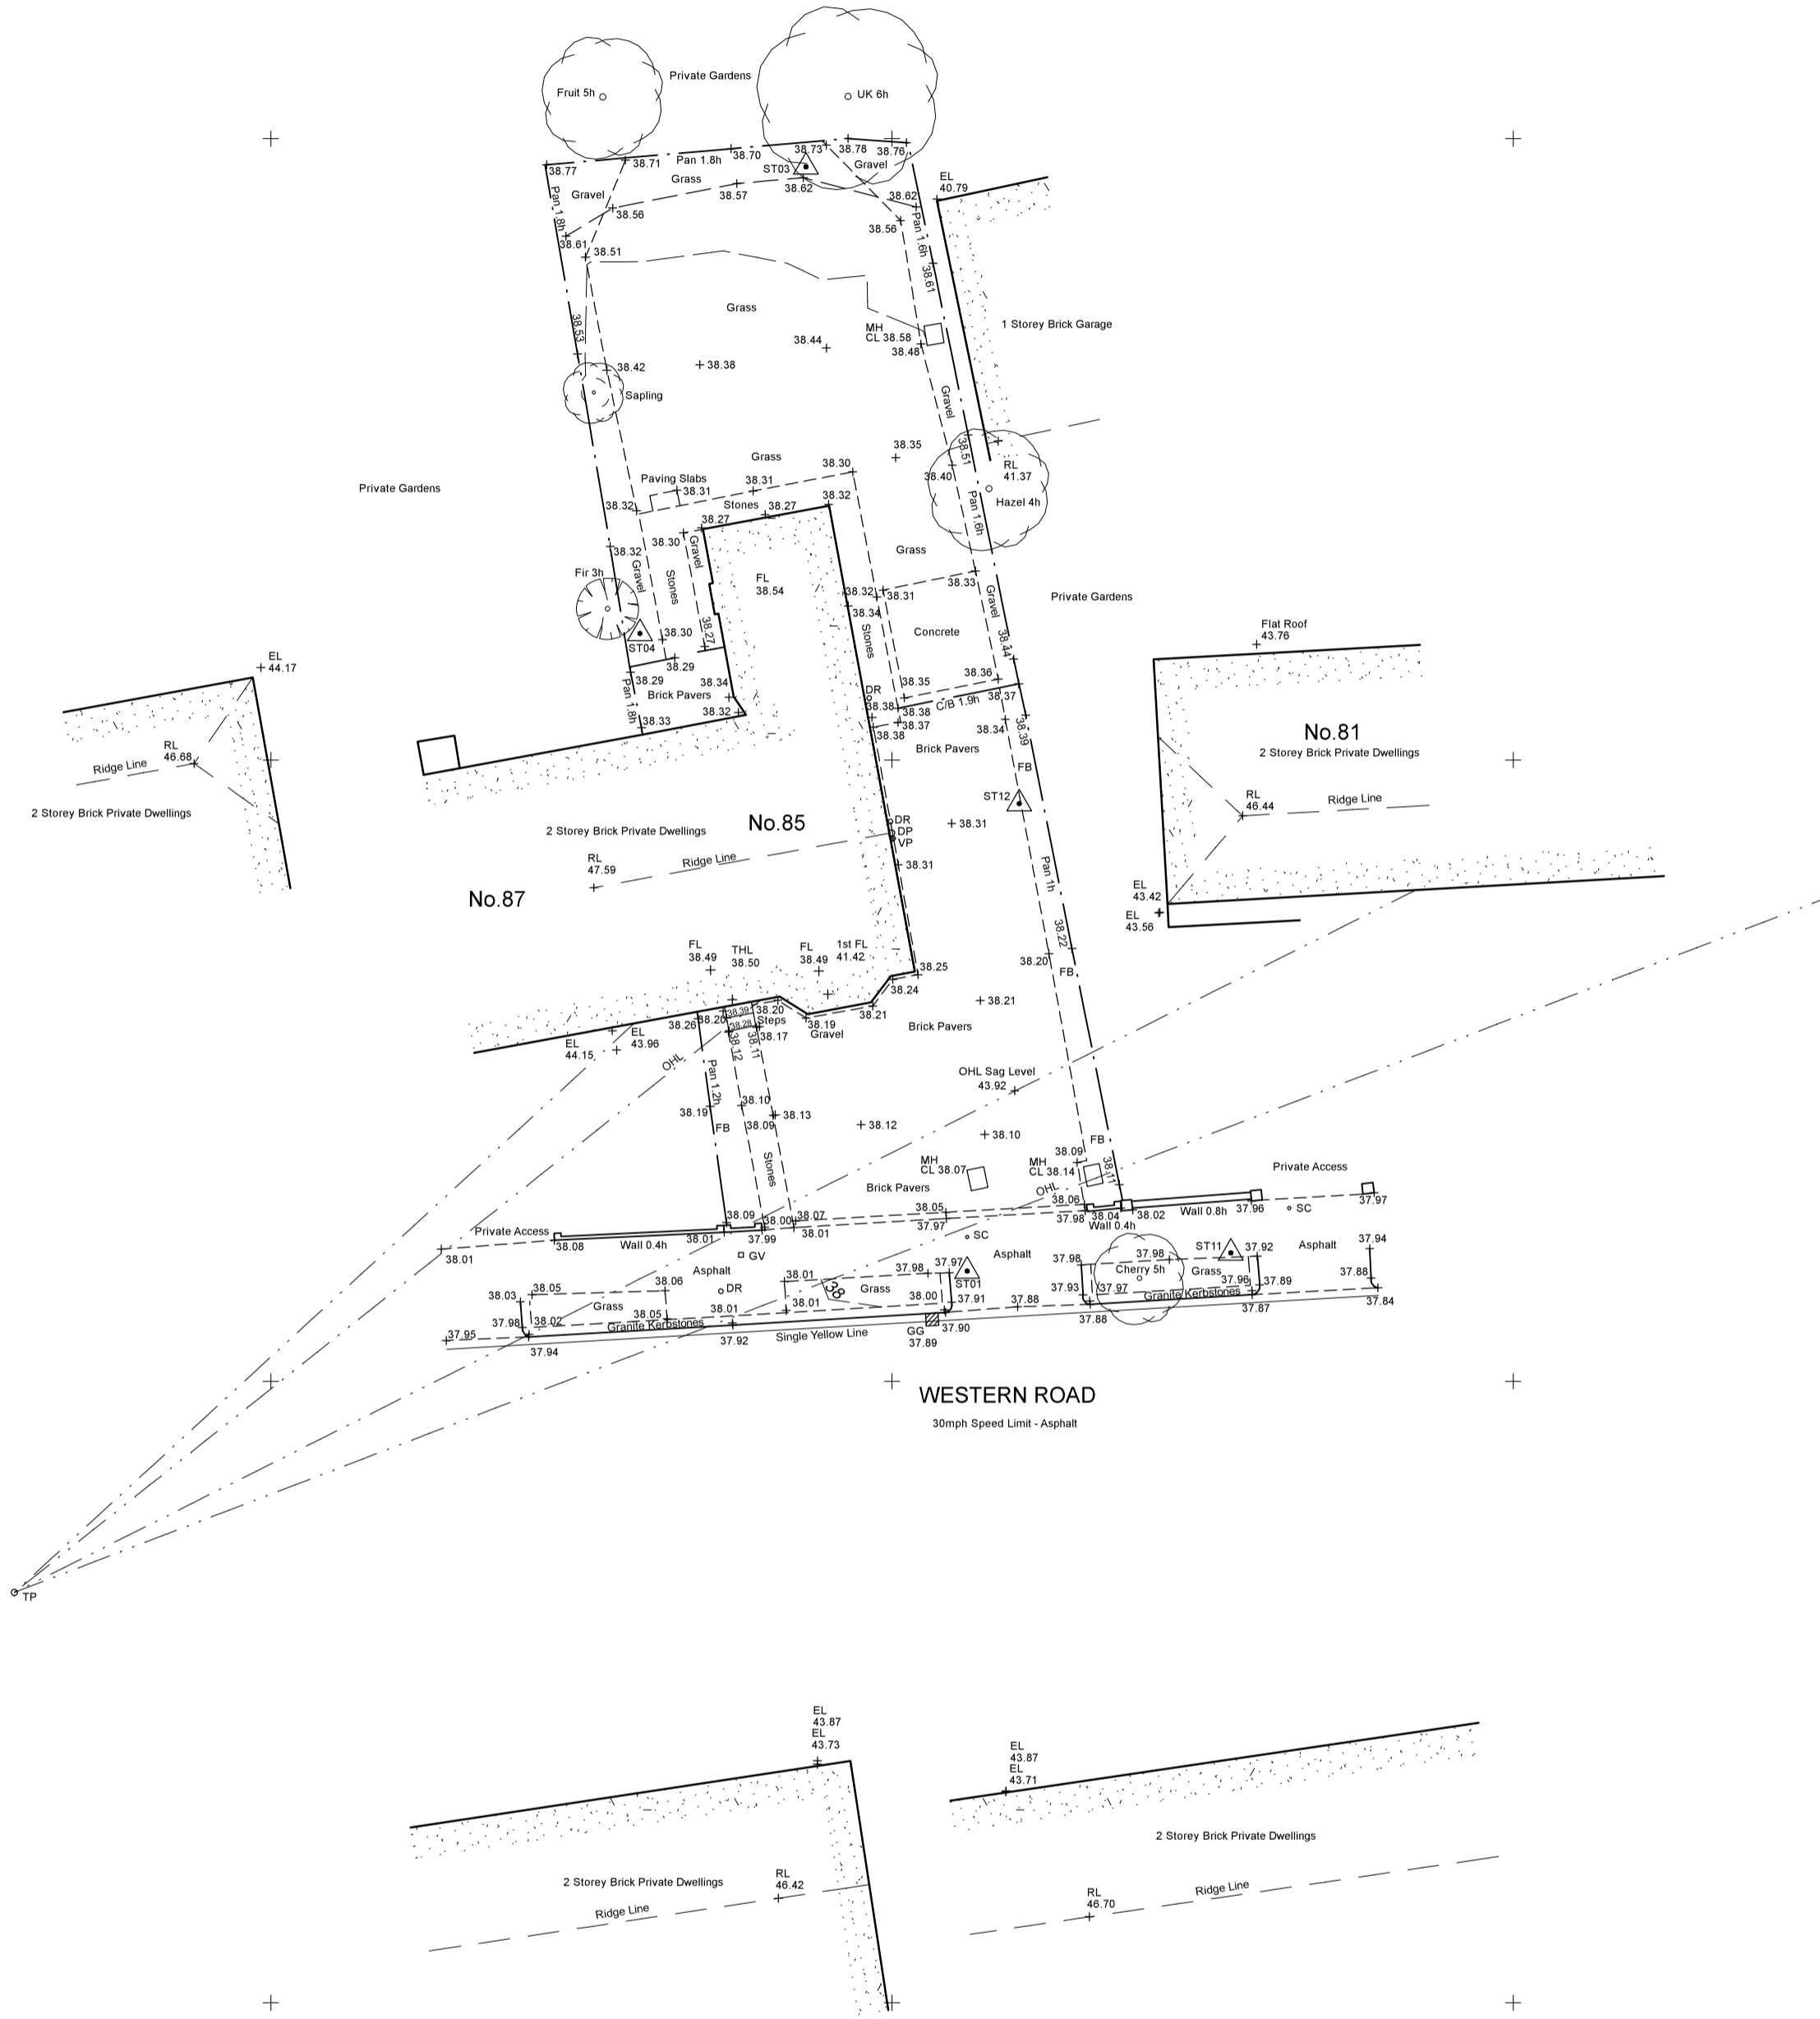 Private Gardens
Fruit 5h
UK 6h
38.77
38.71
Pan 1.8h
38.70
38.73
38.78
38.76
ST03
Gravel
Grass
38.57
38.62
38.62
EL
40.79
Pan 1.8h
Gravel
38.56
38.61
38.51
38.56
Pan 1.6h
38.61
Grass
1 Storey Brick Garage
38.53
MH
CL 38.58
38.44
38.48
38.38
38.42
Sapling
Gravel
38.35
38.51
38.40
RL
41.37
Hazel 4h
Pan 1.6h
Grass
38.30
Paving Slabs
38.31
38.31
Private Gardens
38.32
Stones
38.27
38.32
38.27
38.30
Gravel
38.32
Gravel
Stones
Grass
38.33
Fir 3h
FL
38.54
38.32
38.31
38.34
Gravel
Private Gardens
ST04
38.30
38.27
38.29
Stones
Concrete
38.44
Flat Roof
43.76
EL
44.17
38.29
Pan 1.8h
Brick Pavers
38.34
38.32
38.33
DR
38.38
38.35
38.36
38.38
C/B 1.9h
38.37
38.37
38.38
38.34
38.39
Brick Pavers
No.81
2 Storey Brick Private Dwellings
RL
46.68
Ridge Line
2 Storey Brick Private Dwellings
FB
ST12
RL
46.44
Ridge Line
No.85
2 Storey Brick Private Dwellings
DR
DP
VP
38.31
38.31
RL
47.59
Ridge Line
Pan 1h
No.87
EL
43.42
EL
43.56
38.22
38.20
FB
FL
38.49
THL
38.50
FL
38.49
1st FL
41.42
38.25
38.24
38.21
38.21
Brick Pavers
38.26
38.20
38.39
38.20
38.28
Steps
38.17
38.19
Gravel
38.12
38.11
EL
44.15
EL
43.96
OHL
Pan 1.2h
OHL Sag Level
43.92
38.19
38.10
38.09
38.13
38.12
38.10
FB
Stones
MH
CL 38.07
38.09
MH
CL 38.14
FB
38.11
Brick Pavers
OHL
38.06
Private Access
38.09
38.00
38.07
38.05
37.97
37.98
38.04
38.02
Wall 0.4h
Wall 0.8h
37.96
37.97
SC
Private Access
38.01
38.08
Wall 0.4h
38.01
37.99
38.01
GV
SC
Asphalt
Asphalt
ST11
37.92
Asphalt
37.94
38.03
38.05
38.06
DR
38.01
37.98
37.97
ST01
37.98
37.98
Cherry 5h
Grass
37.96
37.89
37.88
Grass
38.05
38.01
38.01
38
Grass
38.00
37.91
37.93
37.97
Granite Kerbstones
37.95
37.98
38.02
Granite Kerbstones
37.94
37.92
Single Yellow Line
GG
37.89
37.90
37.88
37.88
37.87
37.84
WESTERN ROAD
30mph Speed Limit - Asphalt
TP
EL
43.87
EL
43.73
EL
43.87
EL
43.71
2 Storey Brick Private Dwellings
2 Storey Brick Private Dwellings
RL
46.42
Ridge Line
RL
46.70
Ridge Line